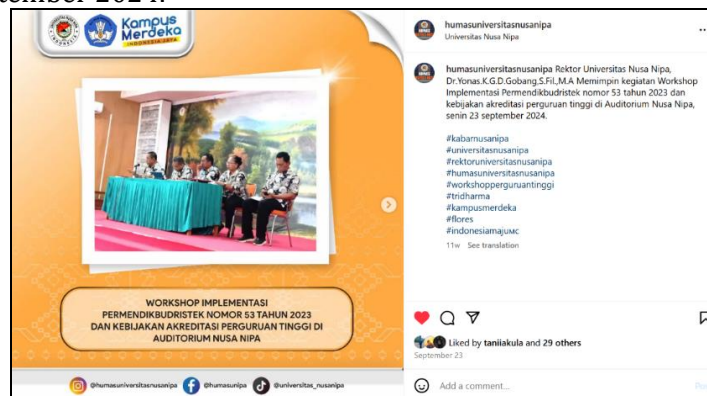 Kampus
Merdeka
INDONESIA JAYA
WORKSHOP IMPLEMENTASI
PERMENDIKBUDRISTEK NOMOR 53 TAHUN 2023
DAN KEBIJAKAN AKREDITASI PERGURUAN TINGGI DI
AUDITORIUM NUSA NIPA
@humasuniversitasnusanipa @humasunipa @universitas_nusanipa
humasuniversitasnusanipa
Universitas Nusa Nipa
humasuniversitasnusanipa Rektor Universitas Nusa Nipa,
Dr.Yonas.K.G.D.Gobang,S.Fil.,M.A Memimpin kegiatan Workshop
Implementasi Permendikbudristek nomor 53 tahun 2023 dan
kebijakan akreditasi perguruan tinggi di Auditorium Nusa Nipa,
senin 23 september 2024.
#kabarnusanipa
#universitasnusanipa
#rektoruniversitasnusanipa
#humasuniversitasnusanipa
#workshopperguruantinggi
#tridharma
#kampusmerdeka
#flores
#indonesiamajuмс
11w See translation
Liked by taniiakula and 29 others
September 23
Add a comment...